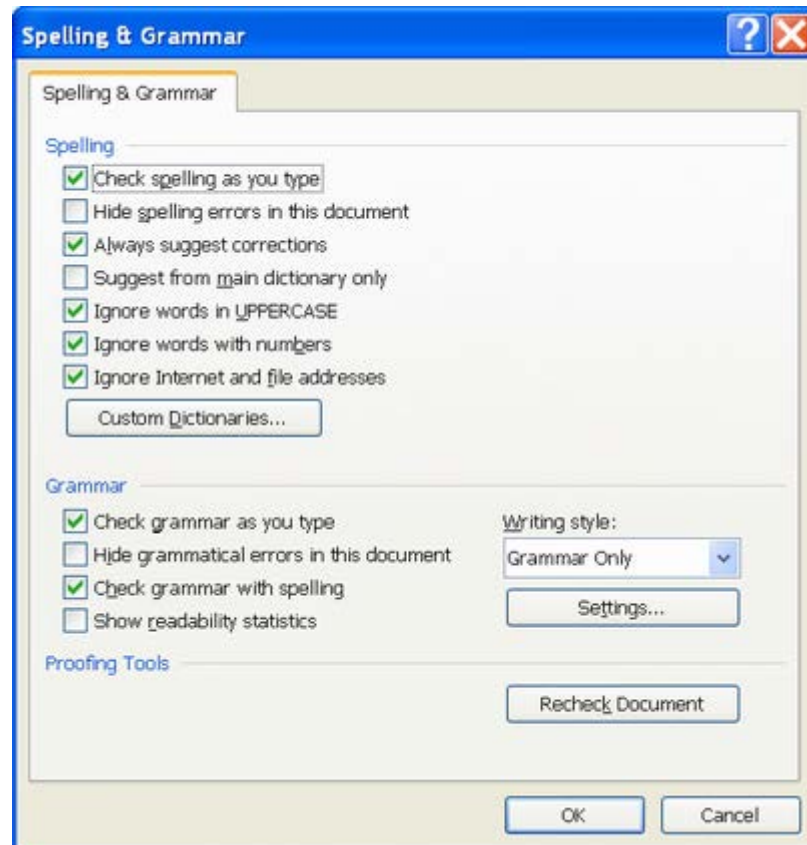 Spelling & Grammar
Spelling & Grammar
Spelling
Check spelling as you type
Hide spelling errors in this document
Always suggest corrections
Suggest from main dictionary only
Ignore words in UPPERCASE
Ignore words with numbers
Ignore Internet and file addresses
Custom Dictionaries...
Grammar
Check grammar as you type
Writing style:
Hide grammatical errors in this document
Grammar Only
Check grammar with spelling
Settings...
Show readability statistics
Proofing Tools
Recheck Document
OK Cancel